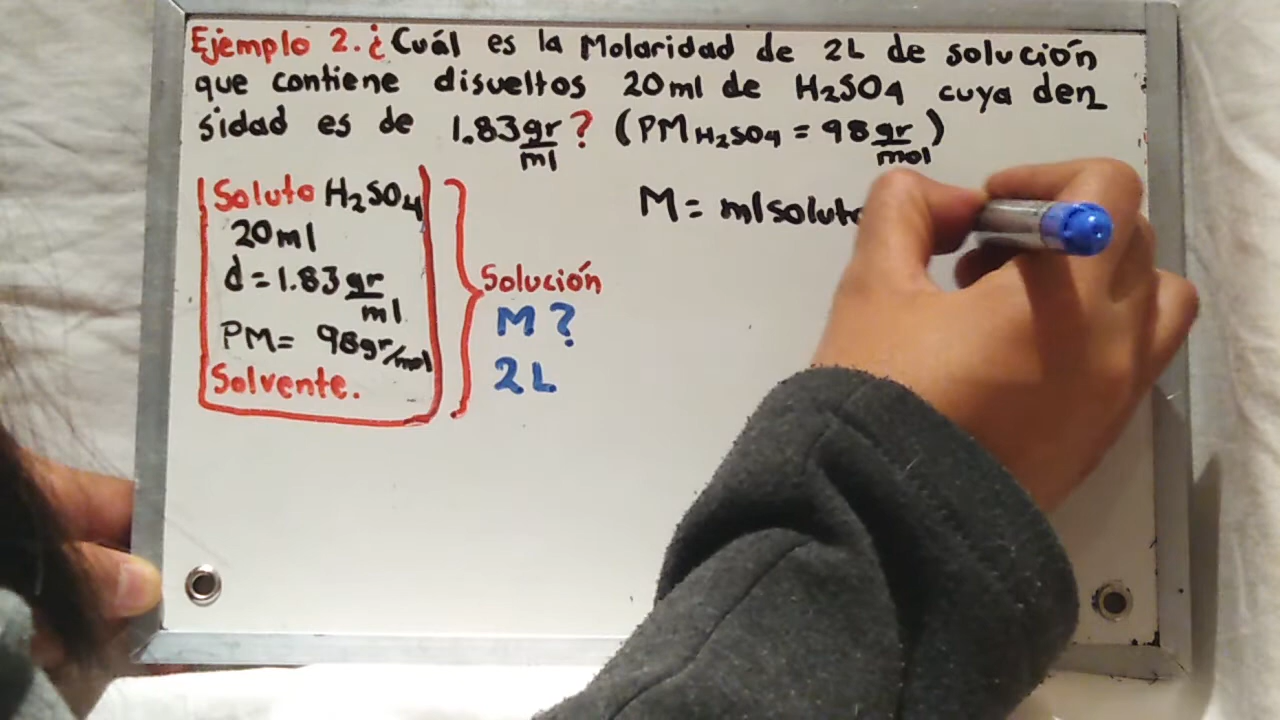 Ejemplo 2. ¿Cuál es la Molaridad de 2L de solución
que contiene disueltos 20ml de H2SO4 cuya den
sidad es de 1.83 gr/ml? (PM H2SO4 = 98 gr/mol)
Soluto H2SO4
20ml
d = 1.83 gr/ml
PM = 98gr/mol
Solvente.
Solución
M?
2L
M = mlsoluto